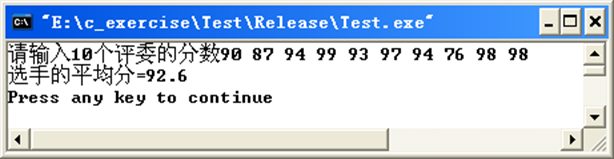 "E:\c_exercise\Test\Release\Test.exe"
请输入10个评委的分数90 87 94 99 93 97 94 76 98 98
选手的平均分=92.6
Press any key to continue